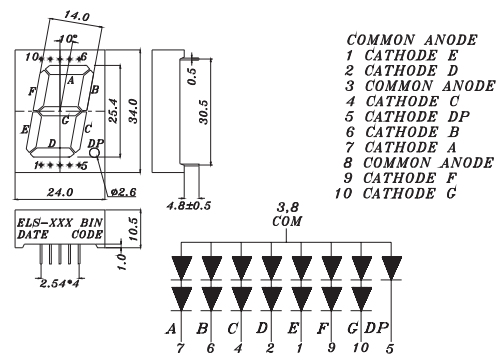 14.0
10°
10 6
A
F B
G
E C
D DP
1 5
25.4
34.0
24.0
ø2.6
0.5
30.5
4.8±0.5
COMMON ANODE
1 CATHODE E
2 CATHODE D
3 COMMON ANODE
4 CATHODE C
5 CATHODE DP
6 CATHODE B
7 CATHODE A
8 COMMON ANODE
9 CATHODE F
10 CATHODE G
ELS-XXX BIN
DATE CODE
10.5
1.0
2.54*4
3,8
COM
A B C D E F G DP
7 6 4 2 1 9 10 5